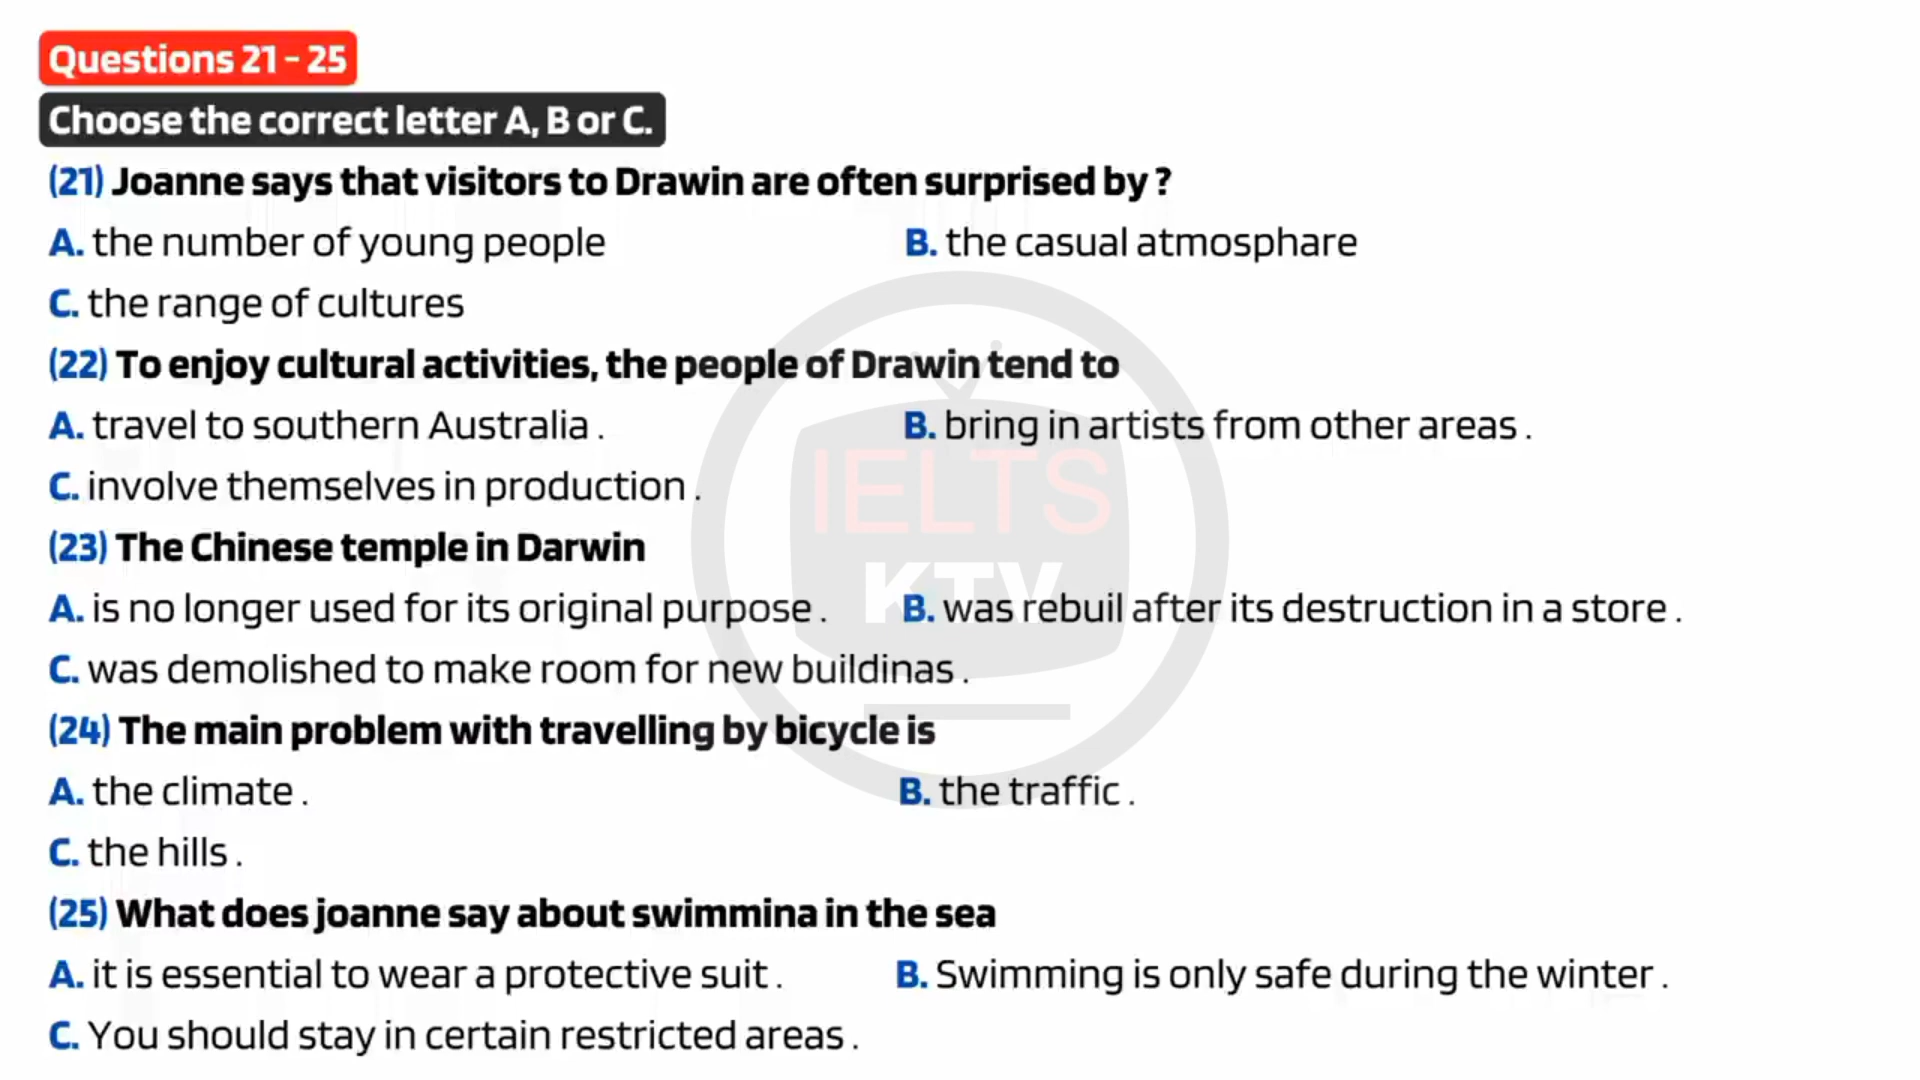 Questions 21 - 25
Choose the correct letter A, B or C.
(21) Joanne says that visitors to Drawin are often surprised by ?
A. the number of young people B. the casual atmosphare
C. the range of cultures
(22) To enjoy cultural activities, the people of Drawin tend to
A. travel to southern Australia . B. bring in artists from other areas .
C. involve themselves in production .
(23) The Chinese temple in Darwin
A. is no longer used for its original purpose . B. was rebuil after its destruction in a store .
C. was demolished to make room for new buildinas .
(24) The main problem with travelling by bicycle is
A. the climate . B. the traffic .
C. the hills .
(25) What does joanne say about swimmina in the sea
A. it is essential to wear a protective suit . B. Swimming is only safe during the winter .
C. You should stay in certain restricted areas .
IELTS
KTV